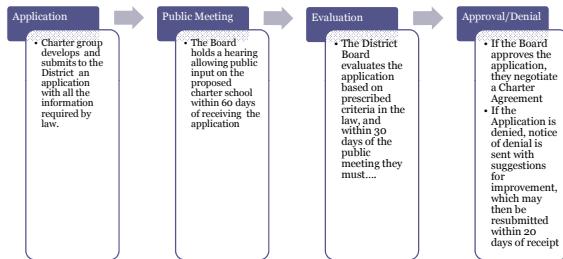 Application
• Charter group
develops and
submits to the
District an
application
with all the
information
required by
law.
Public Meeting
• The Board
holds a hearing
allowing public
input on the
proposed
charter school
within 60 days
of receiving the
application
Evaluation
• The District
Board
evaluates the
application
based on
prescribed
criteria in the
law, and
within 30
days of the
public
meeting they
must….
Approval/Denial
• If the Board
approves the
application,
they negotiate
a Charter
Agreement
• If the
Application is
denied, notice
of denial is
sent with
suggestions
for
improvement,
which may
then be
resubmitted
within 20
days of receipt